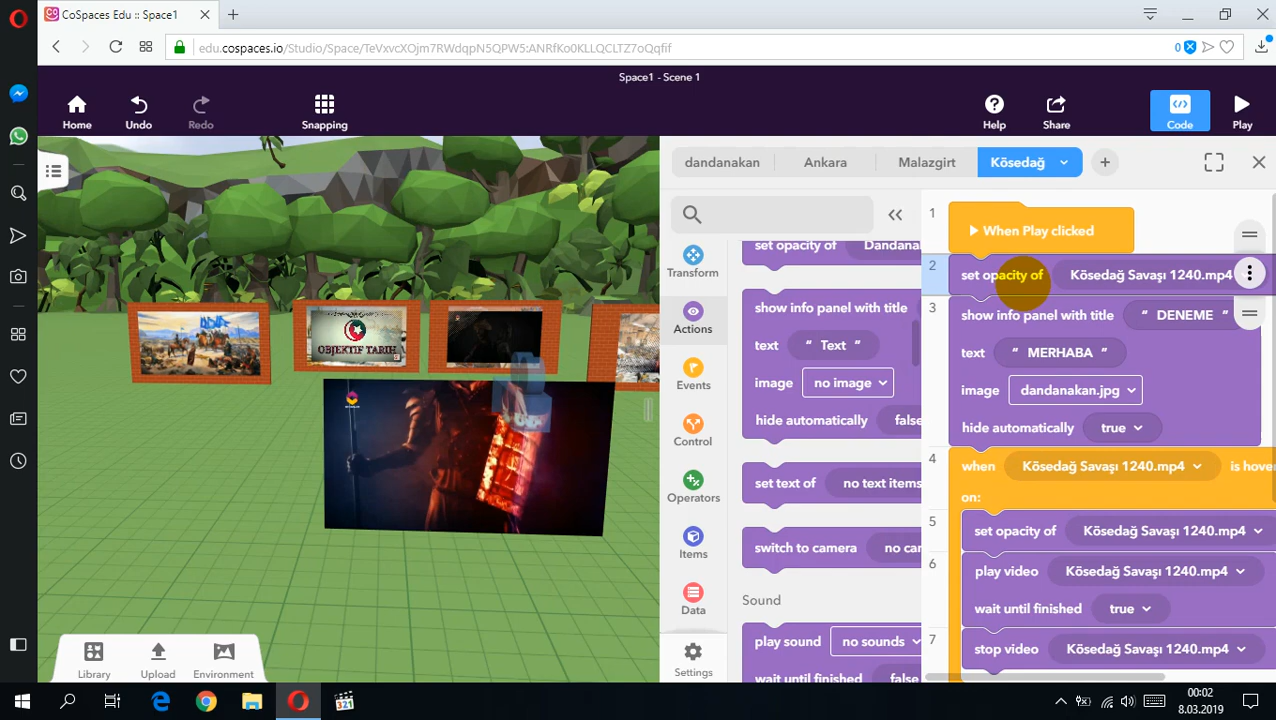 CoSpaces Edu :: Space1
edu.cospaces.io/Studio/Space/TeVxvcXOjm7RWdqpN5QPW5:ANRfKo0KLLQCLTZ7oQqfif
0
Space1 - Scene 1
Home
Undo
Redo
Snapping
Help
Share
Code
Play
dandanakan
Ankara
Malazgirt
Kösedağ
Transform
Actions
Events
Control
Operators
Items
Data
Settings
set opacity of Dandanal
show info panel with title
text “ Text ”
image no image
hide automatically false
set text of no text items
switch to camera no can
Sound
play sound no sounds
wait until finished false
1
When Play clicked
2
set opacity of Kösedağ Savaşı 1240.mp4
3
show info panel with title “ DENEME ”
text “ MERHABA ”
image dandanakan.jpg
hide automatically true
4
when Kösedağ Savaşı 1240.mp4 is hove
on:
5
set opacity of Kösedağ Savaşı 1240.mp4
6
play video Kösedağ Savaşı 1240.mp4
wait until finished true
7
stop video Kösedağ Savaşı 1240.mp4
OBJEKTIF TARIH
Library
Upload
Environment
321
00:02
8.03.2019